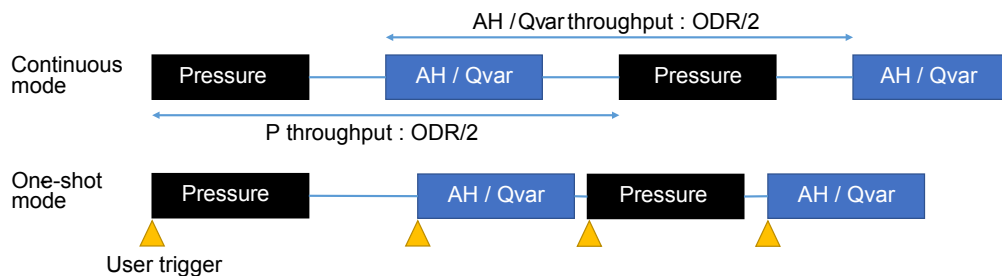 AH / Qvar throughput : ODR/2
Continuous
mode
Pressure
AH / Qvar
Pressure
AH / Qvar
P throughput : ODR/2
One-shot
mode
Pressure
AH / Qvar
Pressure
AH / Qvar
User trigger